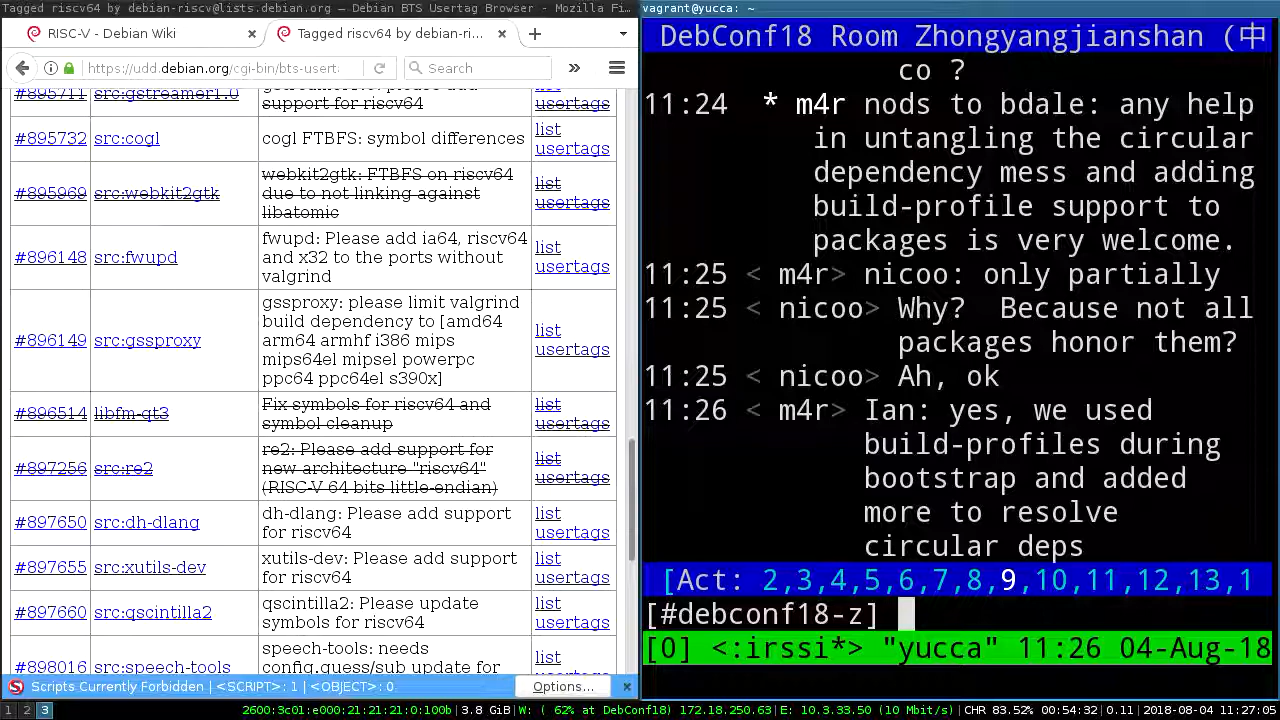 Tagged riscv64 by debian-riscv@lists.debian.org — Debian BTS Usertag Browser - Mozilla Fi...
RISC-V - Debian Wiki
Tagged riscv64 by debian-ri...
https://udd.debian.org/cgi-bin/bts-usert
Search
#895711 src:gstreamer1.0 gstreamer1.0: please add support for riscv64 list usertags
#895732 src:cogl cogl FTBFS: symbol differences list usertags
#895969 src:webkit2gtk webkit2gtk: FTBFS on riscv64 due to not linking against libatomic list usertags
#896148 src:fwupd fwupd: Please add ia64, riscv64 and x32 to the ports without valgrind list usertags
#896149 src:gssproxy gssproxy: please limit valgrind build dependency to [amd64 arm64 armhf i386 mips mips64el mipsel powerpc ppc64 ppc64el s390x] list usertags
#896514 libfm-qt3 Fix symbols for riscv64 and symbol cleanup list usertags
#897256 src:re2 re2: Please add support for new architecture "riscv64" (RISC-V 64 bits little-endian) list usertags
#897650 src:dh-dlang dh-dlang: Please add support for riscv64 list usertags
#897655 src:xutils-dev xutils-dev: Please add support for riscv64 list usertags
#897660 src:qscintilla2 qscintilla2: Please update symbols for riscv64 list usertags
#898016 src:speech-tools speech-tools: needs config.guess/sub update for list usertags
Scripts Currently Forbidden | <SCRIPT>: 1 | <OBJECT>: 0
Options...
vagrant@yucca: ~
DebConf18 Room Zhongyangjianshan (中
co ?
11:24 * m4r nods to bdale: any help
in untangling the circular
dependency mess and adding
build-profile support to
packages is very welcome.
11:25 < m4r> nicoo: only partially
11:25 < nicoo> Why? Because not all
packages honor them?
11:25 < nicoo> Ah, ok
11:26 < m4r> Ian: yes, we used
build-profiles during
bootstrap and added
more to resolve
circular deps
[Act: 2,3,4,5,6,7,8,9,10,11,12,13,1
[#debconf18-z]
[0] <:irssi*> "yucca" 11:26 04-Aug-18
1 2 3
2600:3c01:e000:21:21:21:0:100b|3.8 GiB|W: ( 62% at DebConf18) 172.18.250.63|E: 10.3.33.50 (10 Mbit/s)|CHR 83.52% 00:54:32|0.11|2018-08-04 11:27:05